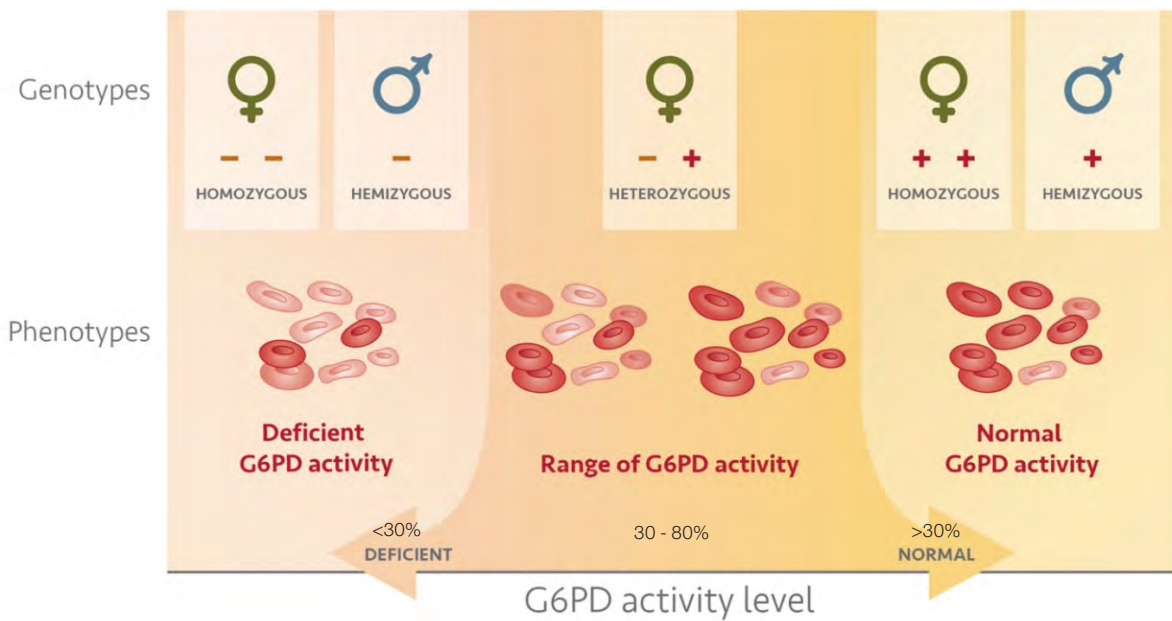 Genotypes
− −
HOMOZYGOUS
−
HEMIZYGOUS
− +
HETEROZYGOUS
+ +
HOMOZYGOUS
+
HEMIZYGOUS
Phenotypes
Deficient
G6PD activity
Range of G6PD activity
Normal
G6PD activity
<30%
DEFICIENT
30 - 80%
>30%
NORMAL
G6PD activity level